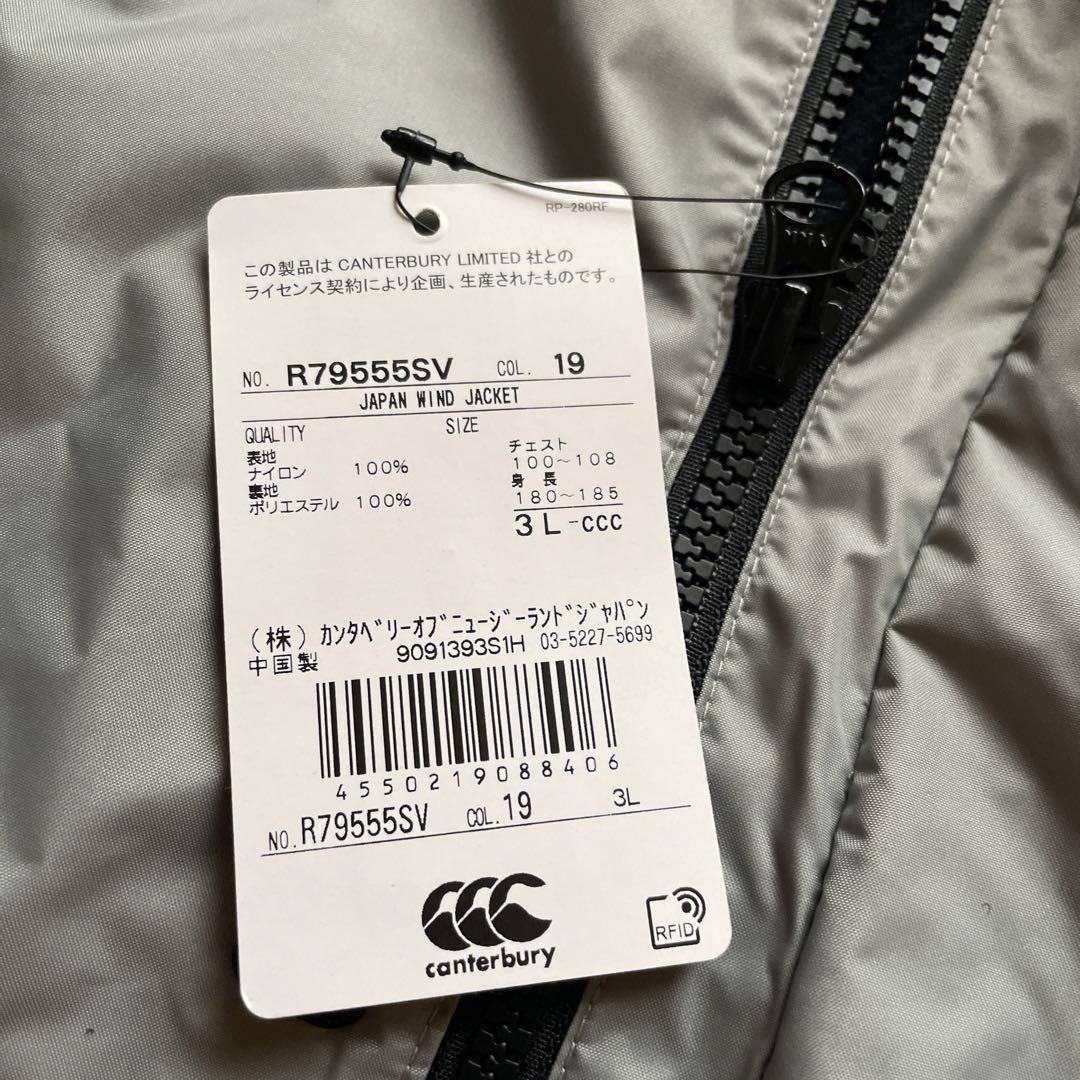 RP-280RF
この製品は CANTERBURY LIMITED 社との
ライセンス契約により企画、生産されたものです。
NO. R79555SV COL. 19
JAPAN WIND JACKET
QUALITY SIZE
表地
ナイロン 100%
裏地
ポリエステル 100%
チェスト
100～108
身 長
180～185
3L-CCC
(株) ｶﾝﾀﾍﾞﾘｰｵﾌﾞﾆｭｰｼﾞｰﾗﾝﾄﾞｼﾞｬﾊﾟﾝ
中国製 9091393S1H 03-5227-5699
4550219088406
NO. R79555SV COL. 19 3L
canterbury
RFID